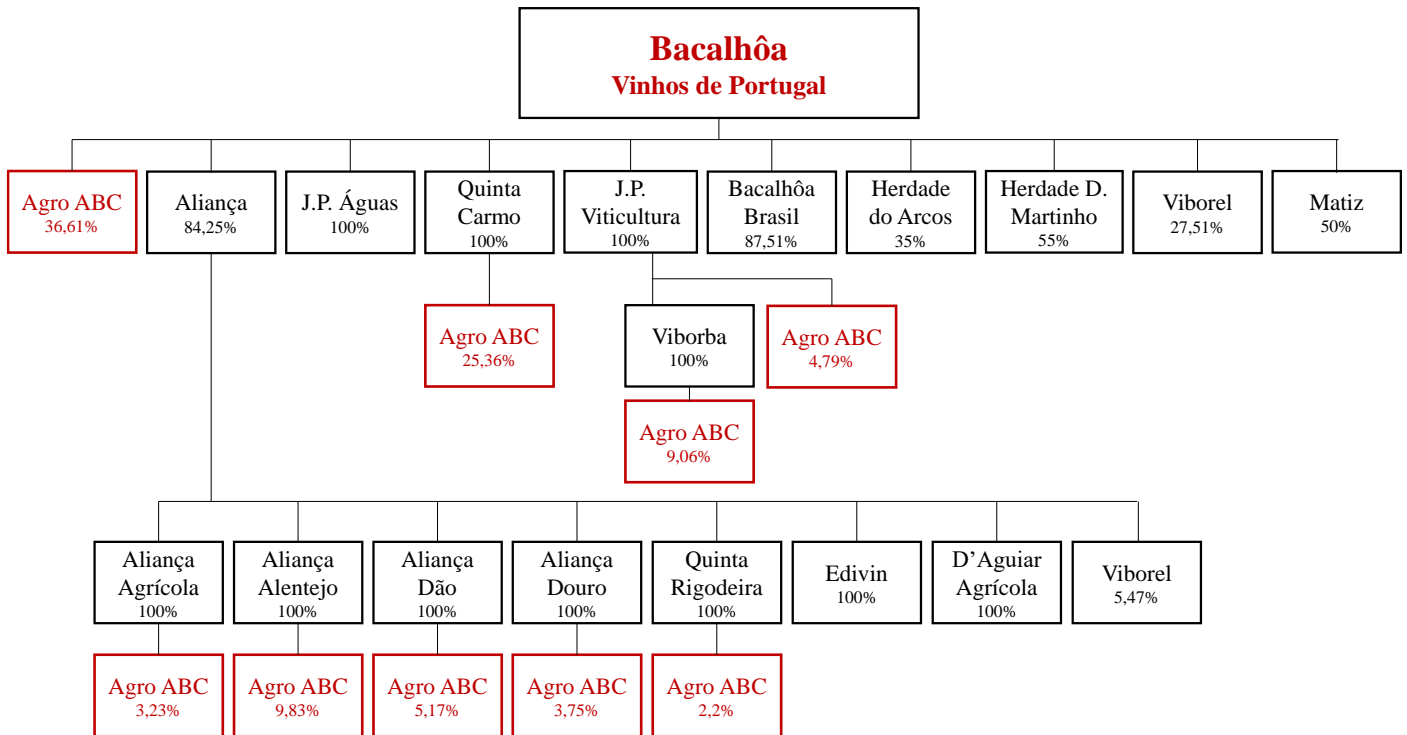 Bacalhôa
Vinhos de Portugal
Agro ABC
36,61%
Aliança
84,25%
J.P. Águas
100%
Quinta
Carmo
100%
J.P.
Viticultura
100%
Bacalhôa
Brasil
87,51%
Herdade
do Arcos
35%
Herdade D.
Martinho
55%
Viborel
27,51%
Matiz
50%
Agro ABC
25,36%
Viborba
100%
Agro ABC
4,79%
Agro ABC
9,06%
Aliança
Agrícola
100%
Aliança
Alentejo
100%
Aliança
Dão
100%
Aliança
Douro
100%
Quinta
Rigodeira
100%
Edivin
100%
D’Aguiar
Agrícola
100%
Viborel
5,47%
Agro ABC
3,23%
Agro ABC
9,83%
Agro ABC
5,17%
Agro ABC
3,75%
Agro ABC
2,2%